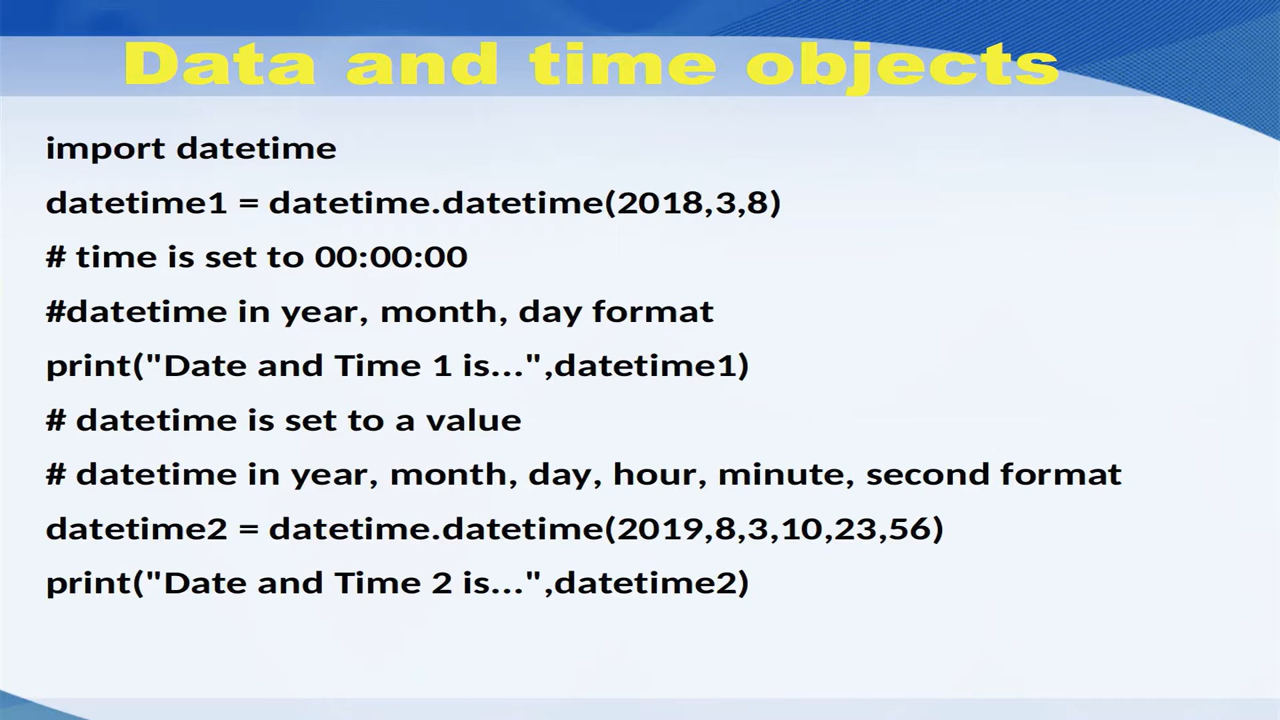 Data and time objects
import datetime
datetime1 = datetime.datetime(2018,3,8)
# time is set to 00:00:00
#datetime in year, month, day format
print("Date and Time 1 is...",datetime1)
# datetime is set to a value
# datetime in year, month, day, hour, minute, second format
datetime2 = datetime.datetime(2019,8,3,10,23,56)
print("Date and Time 2 is...",datetime2)